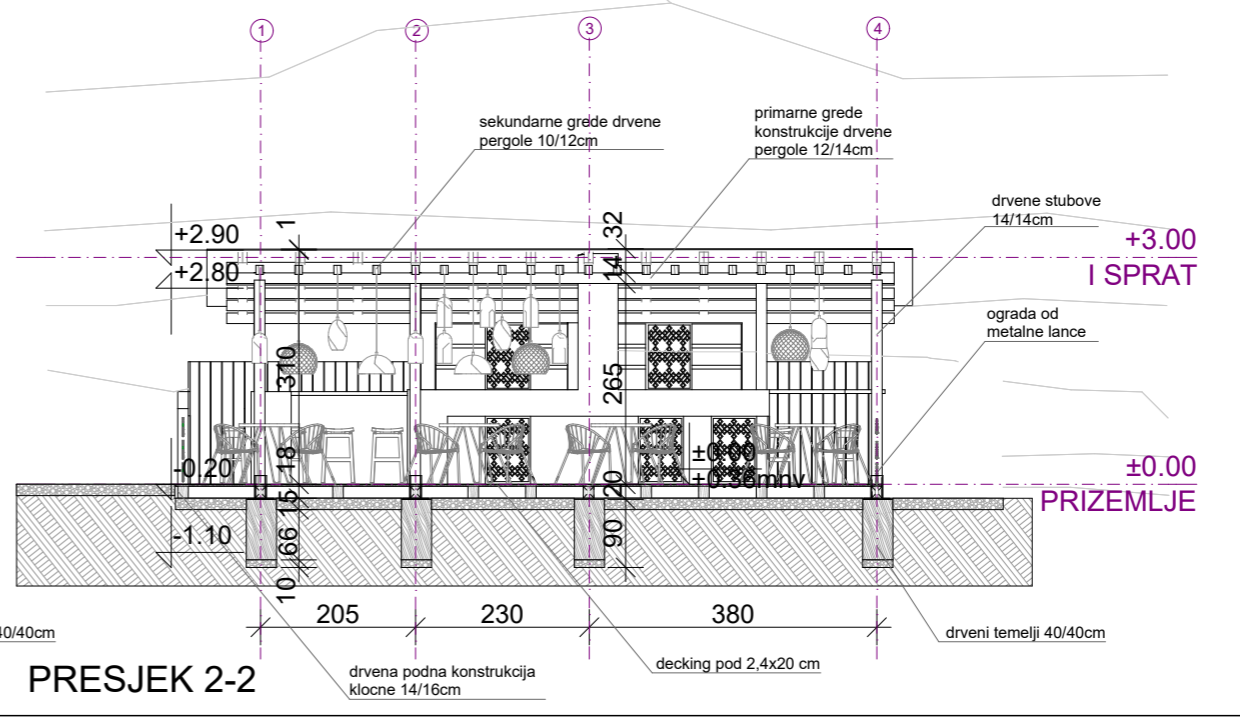 1
2
3
4
sekundarne grede drvene
pergole 10/12cm
primarne grede
konstrukcije drvene
pergole 12/14cm
drvene stubove
14/14cm
+2.90
1
32
+3.00
+2.80
14
I SPRAT
ograda od
metalne lance
310
265
-0.20
18
±0.00
+0.36mnv
±0.00
15
20
PRIZEMLJE
-1.10
66
90
10
205
230
380
40/40cm
drveni temelji 40/40cm
PRESJEK 2-2
drvena podna konstrukcija
klocne 14/16cm
decking pod 2,4x20 cm